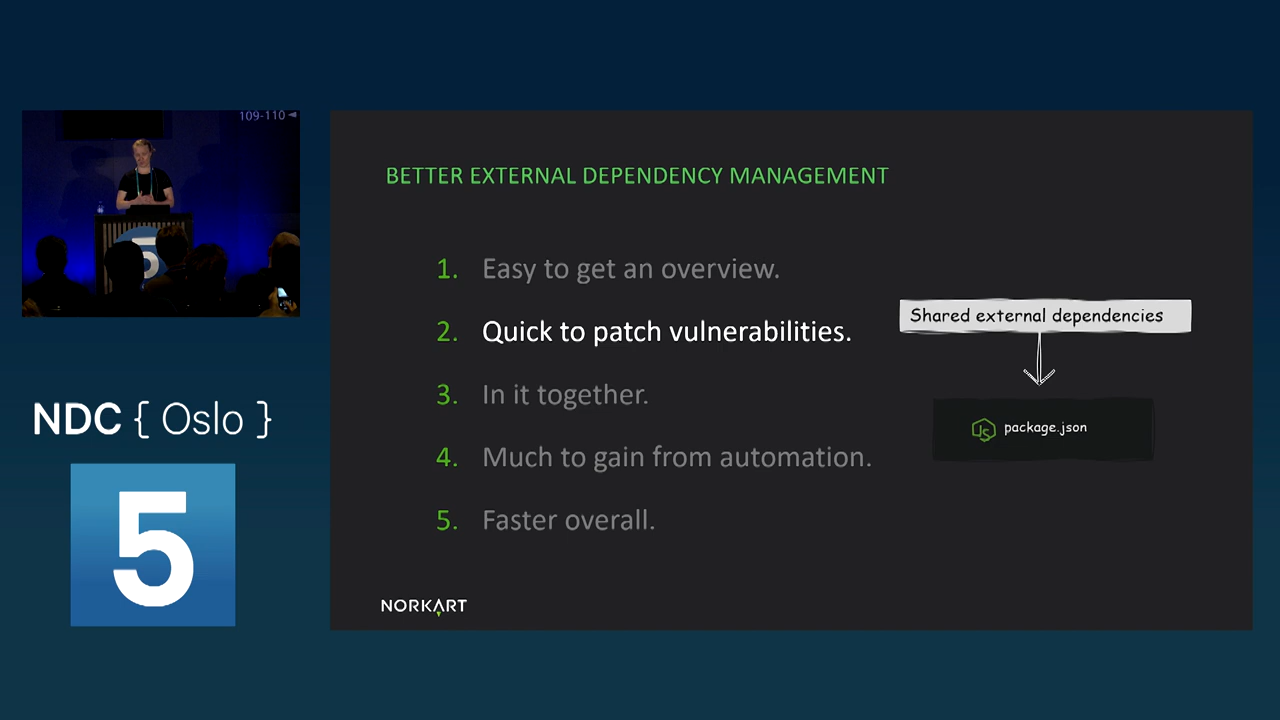 109-110
BETTER EXTERNAL DEPENDENCY MANAGEMENT
1. Easy to get an overview.
2. Quick to patch vulnerabilities.
3. In it together.
4. Much to gain from automation.
5. Faster overall.
Shared external dependencies
JS package.json
NORKART
NDC { Oslo }
5
5